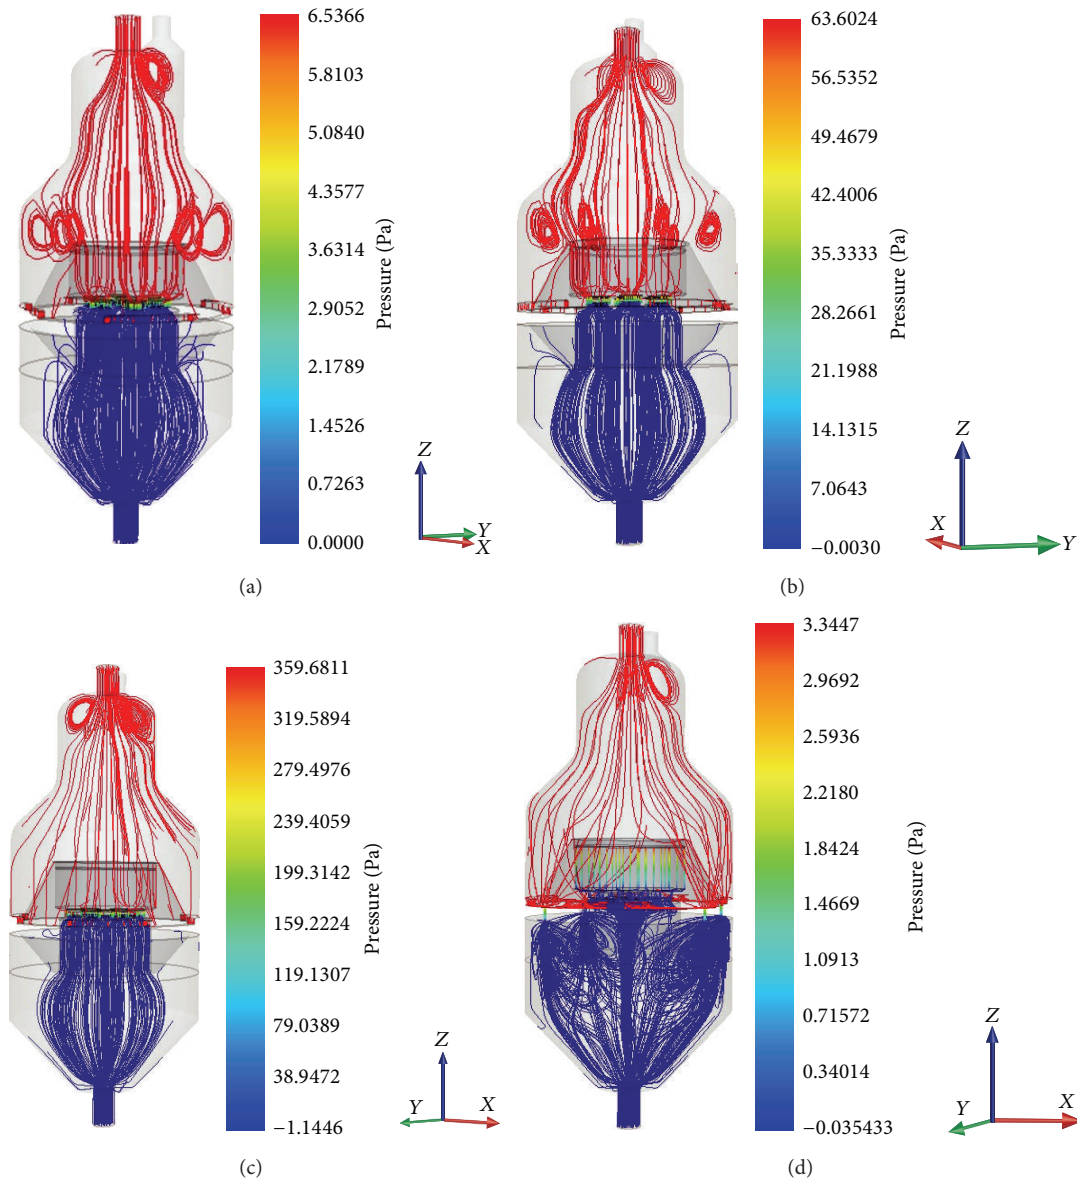 6.5366
5.8103
5.0840
4.3577
3.6314
2.9052
2.1789
1.4526
0.7263
0.0000
Pressure (Pa)
Z
Y
X
(a)
63.6024
56.5352
49.4679
42.4006
35.3333
28.2661
21.1988
14.1315
7.0643
−0.0030
Pressure (Pa)
Z
X
Y
(b)
359.6811
319.5894
279.4976
239.4059
199.3142
159.2224
119.1307
79.0389
38.9472
−1.1446
Pressure (Pa)
Z
Y
X
(c)
3.3447
2.9692
2.5936
2.2180
1.8424
1.4669
1.0913
0.71572
0.34014
−0.035433
Pressure (Pa)
Z
Y
X
(d)